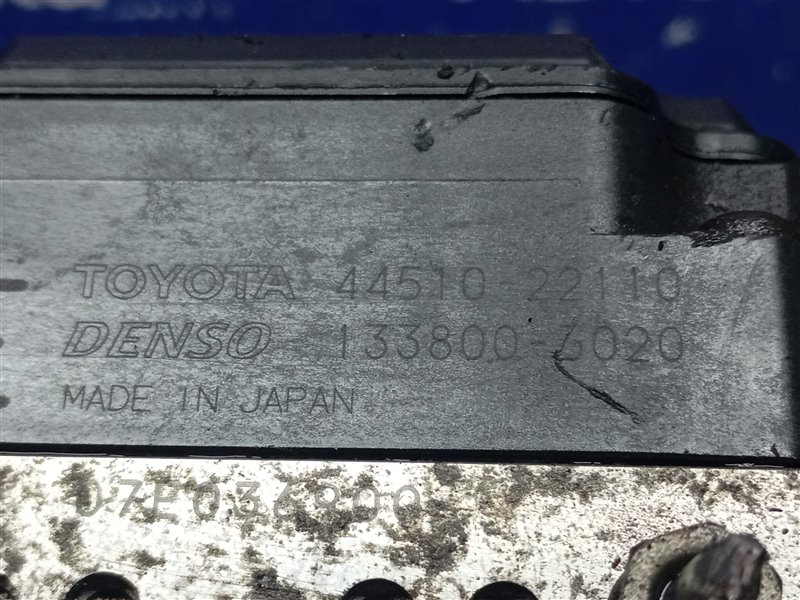 TOYOTA 44510-22110
DENSO 133800-6020
MADE IN JAPAN